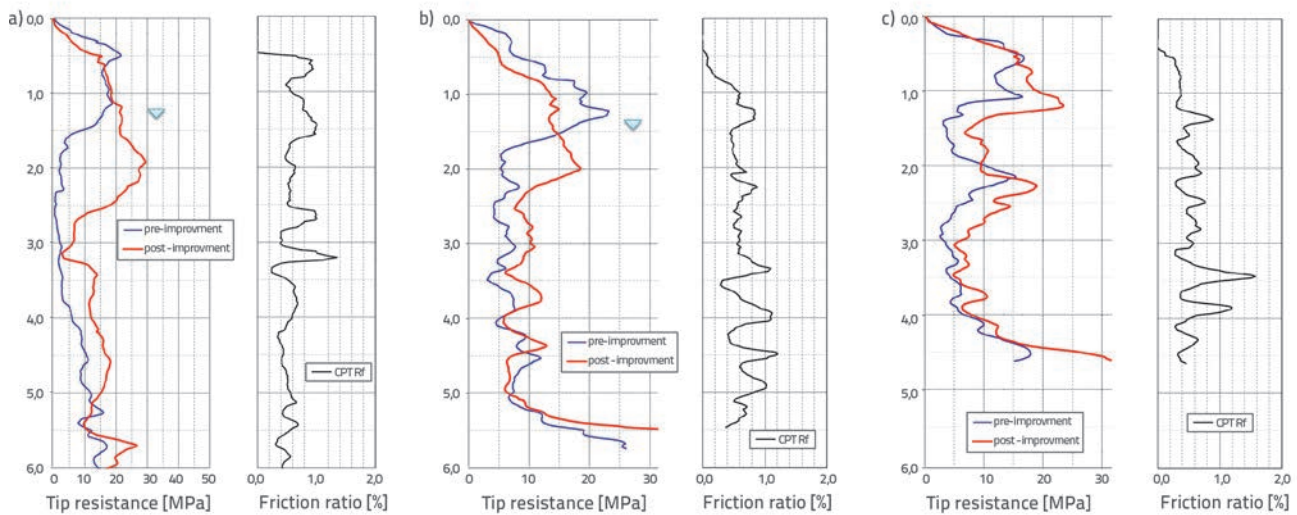 a)
0,0
1,0
2,0
3,0
4,0
5,0
6,0
0 10 20 30 40 50
Tip resistance [MPa]
pre-improvment
post-improvment
0,0 1,0 2,0
Friction ratio [%]
CPT Rf
b)
0,0
1,0
2,0
3,0
4,0
5,0
6,0
0 10 20 30
Tip resistance [MPa]
pre-improvment
post-improvment
0,0 1,0 2,0
Friction ratio [%]
CPT Rf
c)
0,0
1,0
2,0
3,0
4,0
5,0
6,0
0 10 20 30
Tip resistance [MPa]
pre-improvment
post-improvment
0,0 1,0 2,0
Friction ratio [%]
CPT Rf